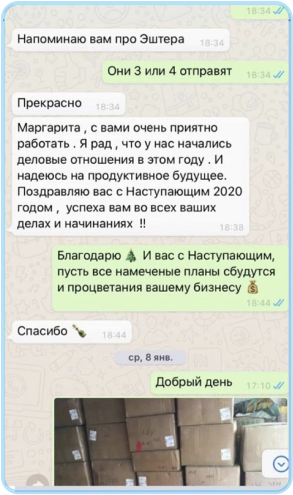 18:34
Напоминаю вам про Эштера
18:34
Они 3 или 4 отправят
18:34
Прекрасно
18:34
Маргарита , с вами очень приятно
работать . Я рад , что у нас начались
деловые отношения в этом году . И
надеюсь на продуктивное будущее.
Поздравляю вас с Наступающим 2020
годом , успеха вам во всех ваших
делах и начинаниях !!
18:38
Благодарю 🎄 И вас с Наступающим,
пусть все намеченые планы сбудутся
и процветания вашему бизнесу 💰
18:44
Спасибо 🍾
18:44
ср, 8 янв.
Добрый день
17:10